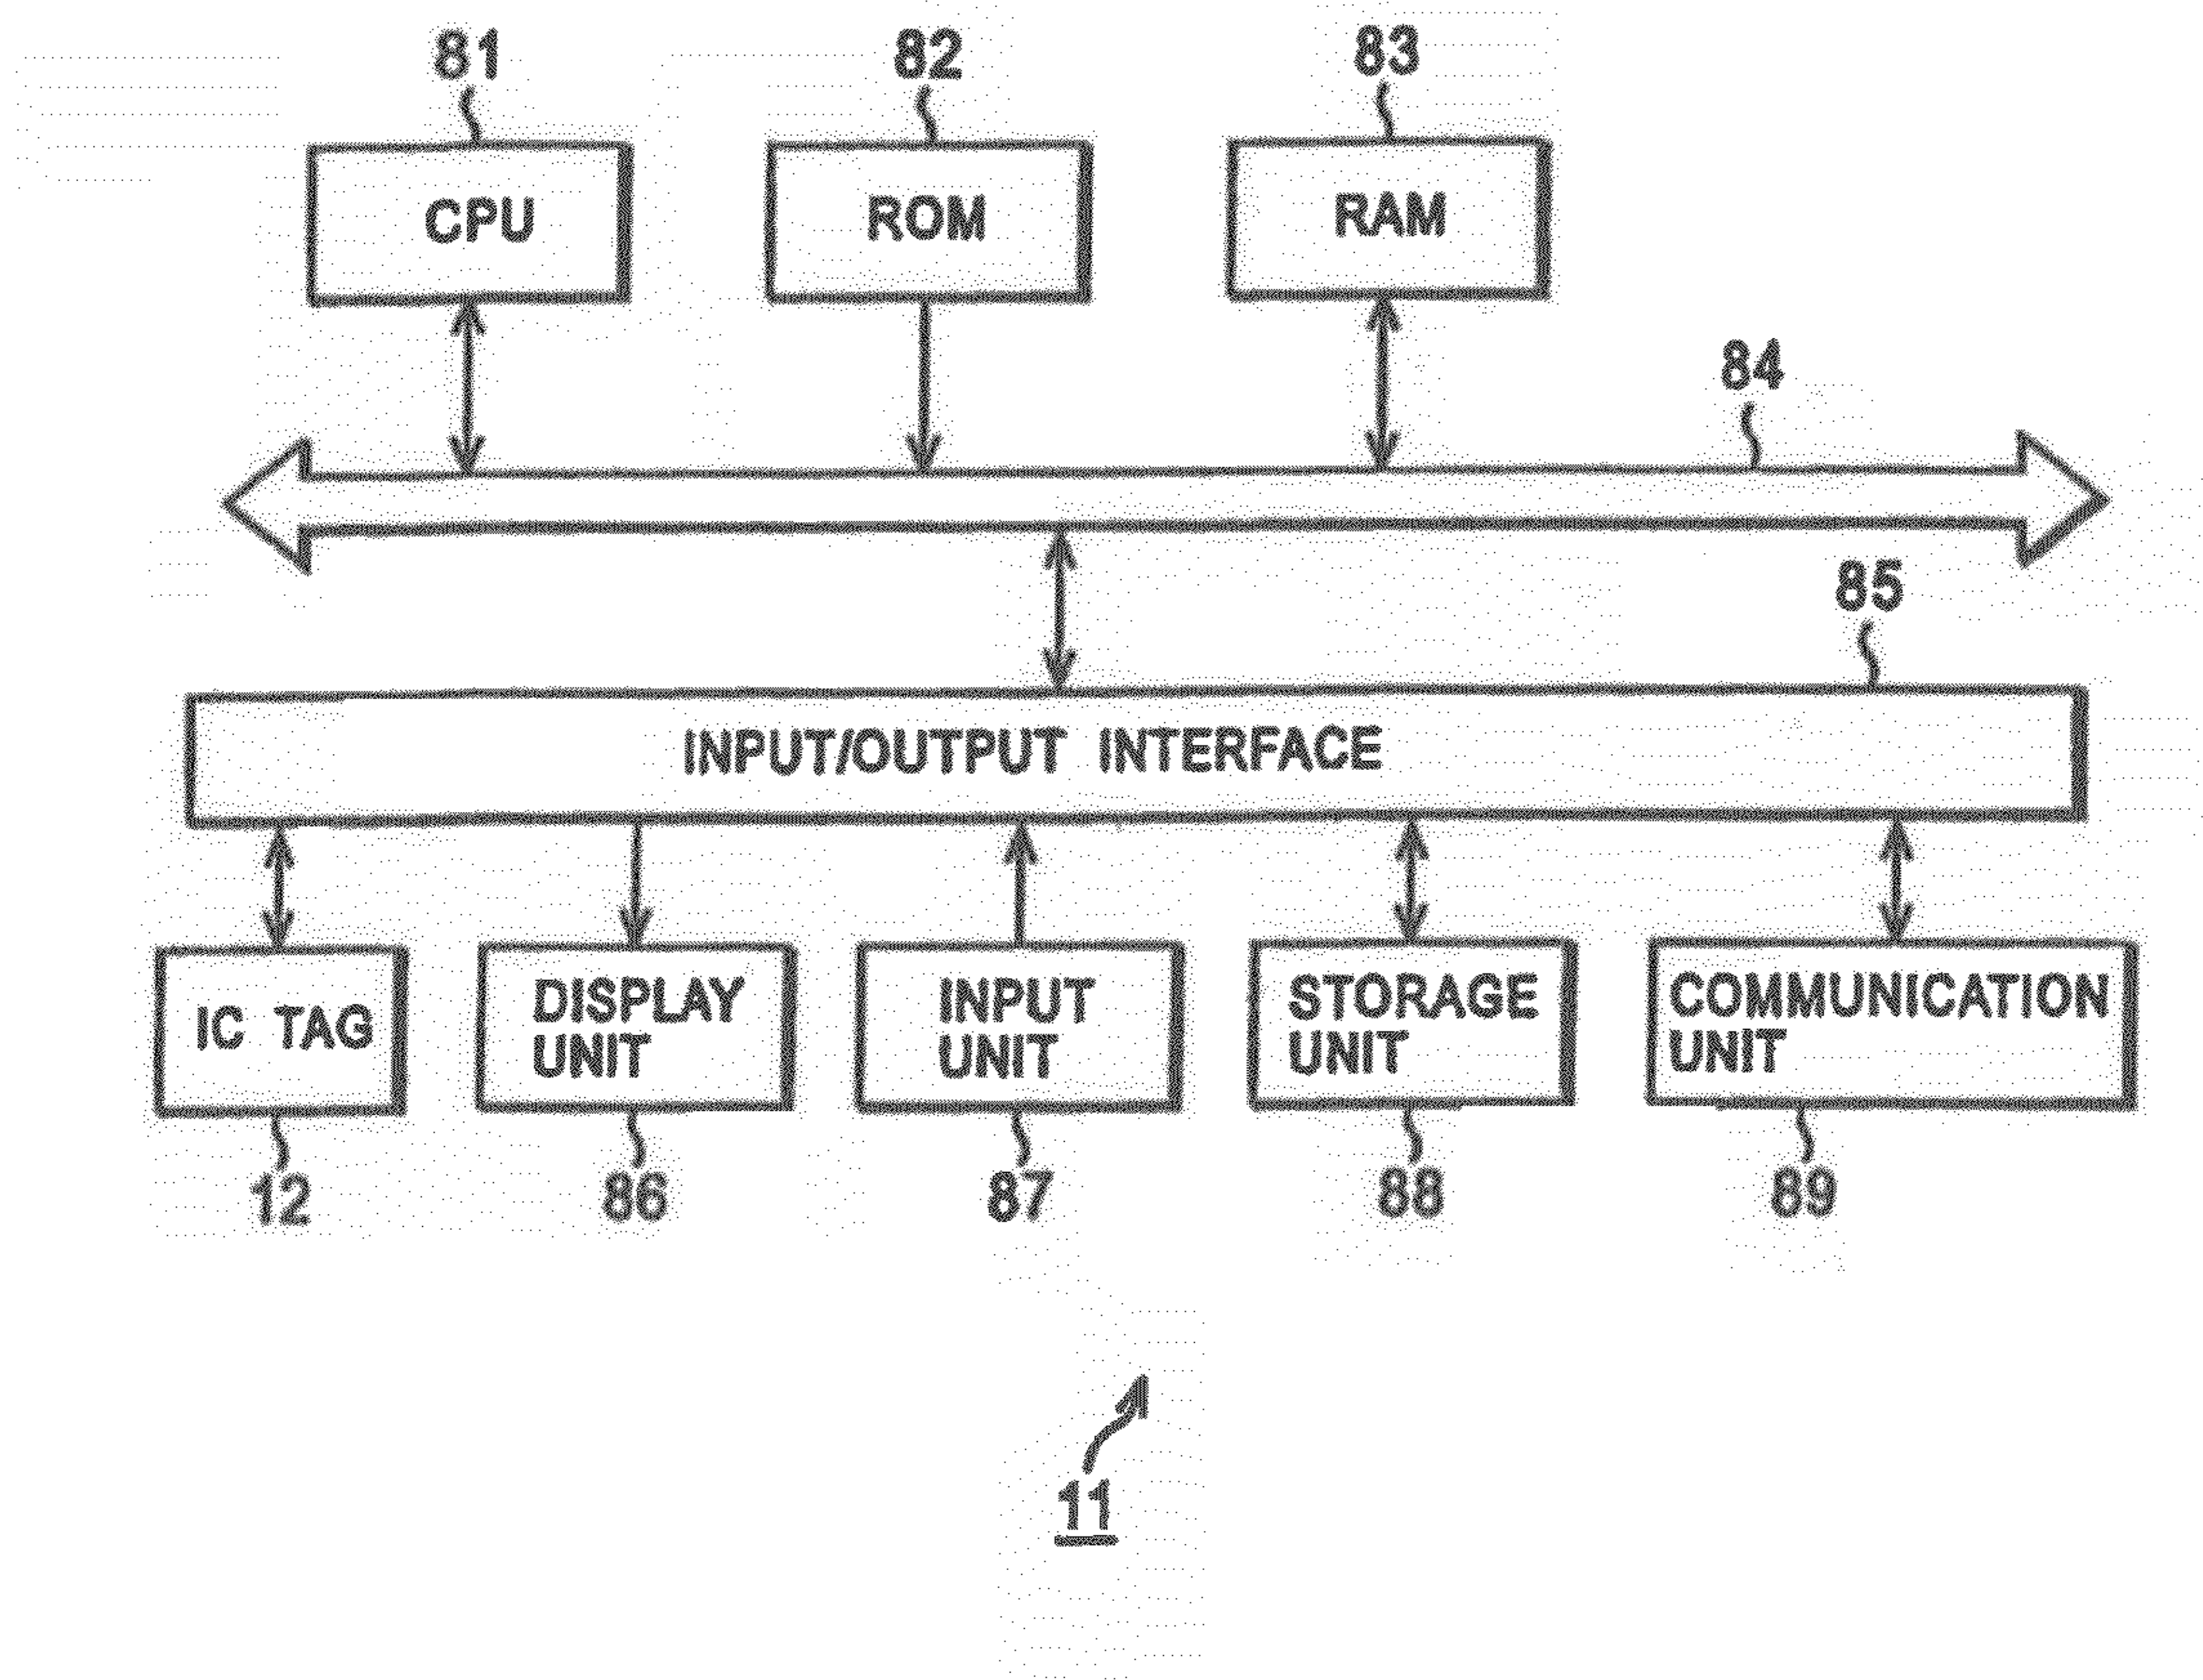 81 82 83
CPU ROM RAM
84
85
INPUT/OUTPUT INTERFACE
IC TAG
DISPLAY
UNIT
INPUT
UNIT
STORAGE
UNIT
COMMUNICATION
UNIT
12 86 87 88 89
11